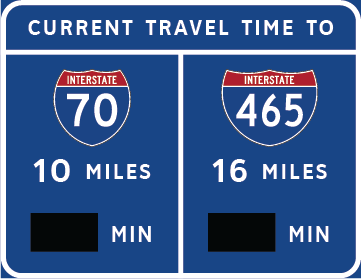 CURRENT TRAVEL TIME TO
INTERSTATE
70
10 MILES
MIN
INTERSTATE
465
16 MILES
MIN